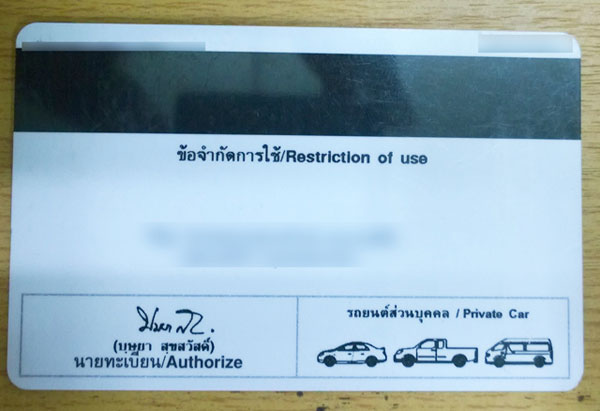 ข้อจำกัดการใช้/Restriction of use
(บุษยา สุขสวัสดิ์)
นายทะเบียน/Authorize
รถยนต์ส่วนบุคคล / Private Car